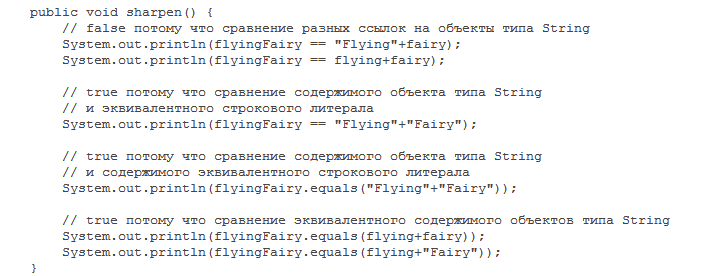 public void sharpen() {
// false потому что сравнение разных ссылок на объекты типа String
System.out.println(flyingFairy == "Flying"+fairy);
System.out.println(flyingFairy == flying+fairy);
// true потому что сравнение содержимого объекта типа String
// и эквивалентного строкового литерала
System.out.println(flyingFairy == "Flying"+"Fairy");
// true потому что сравнение содержимого объекта типа String
// и содержимого эквивалентного строкового литерала
System.out.println(flyingFairy.equals("Flying"+"Fairy"));
// true потому что сравнение эквивалентного содержимого объектов типа String
System.out.println(flyingFairy.equals(flying+fairy));
System.out.println(flyingFairy.equals(flying+"Fairy"));
}